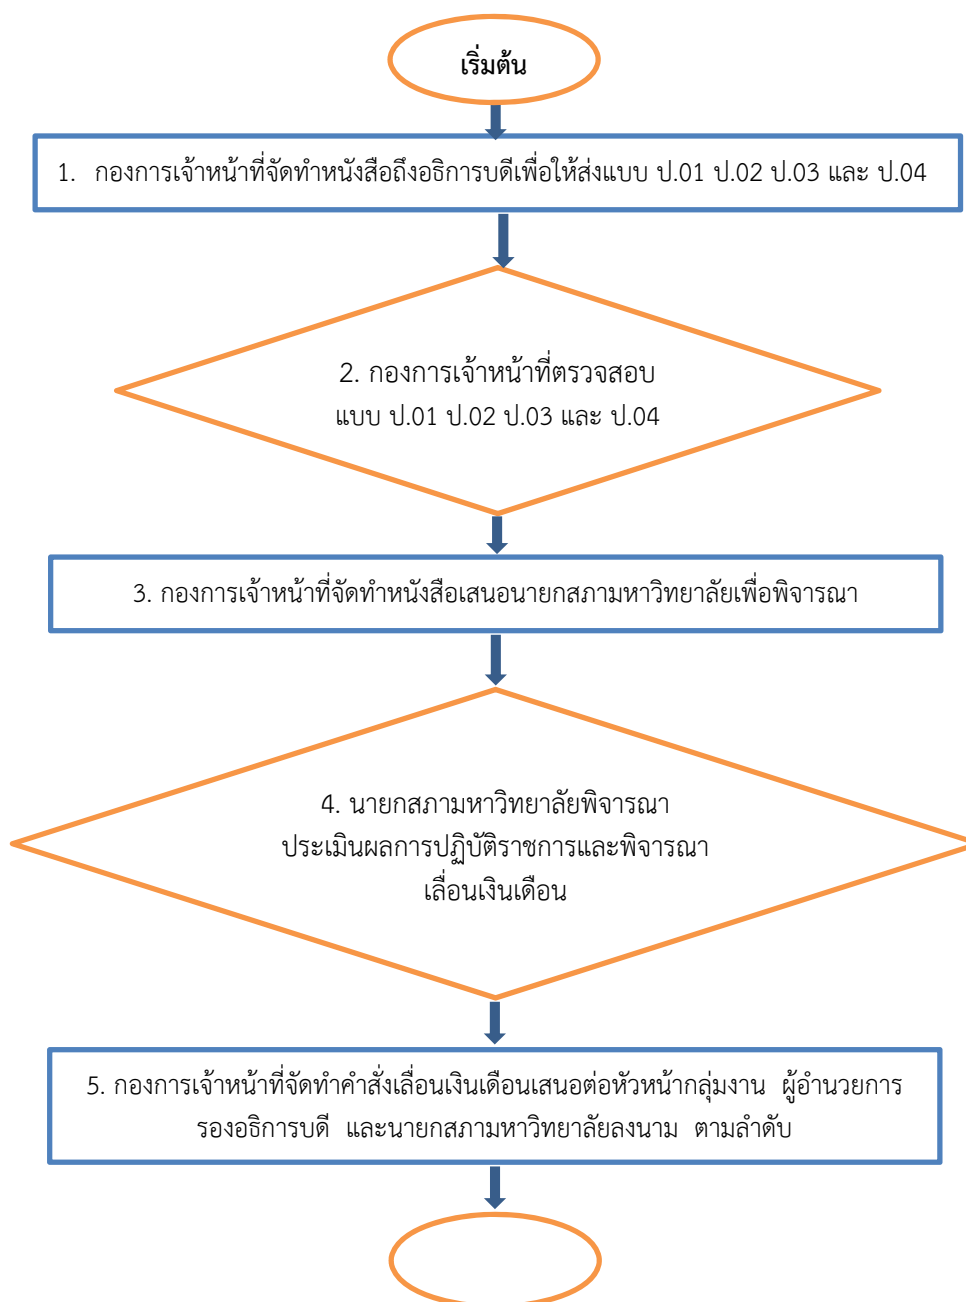 เริ่มต้น
1. กองการเจ้าหน้าที่จัดทำหนังสือถึงอธิการบดีเพื่อให้ส่งแบบ ป.01 ป.02 ป.03 และ ป.04
2. กองการเจ้าหน้าที่ตรวจสอบ
แบบ ป.01 ป.02 ป.03 และ ป.04
3. กองการเจ้าหน้าที่จัดทำหนังสือเสนอนายกสภามหาวิทยาลัยเพื่อพิจารณา
4. นายกสภามหาวิทยาลัยพิจารณา
ประเมินผลการปฏิบัติราชการและพิจารณา
เลื่อนเงินเดือน
5. กองการเจ้าหน้าที่จัดทำคำสั่งเลื่อนเงินเดือนเสนอต่อหัวหน้ากลุ่มงาน ผู้อำนวยการ
รองอธิการบดี และนายกสภามหาวิทยาลัยลงนาม ตามลำดับ